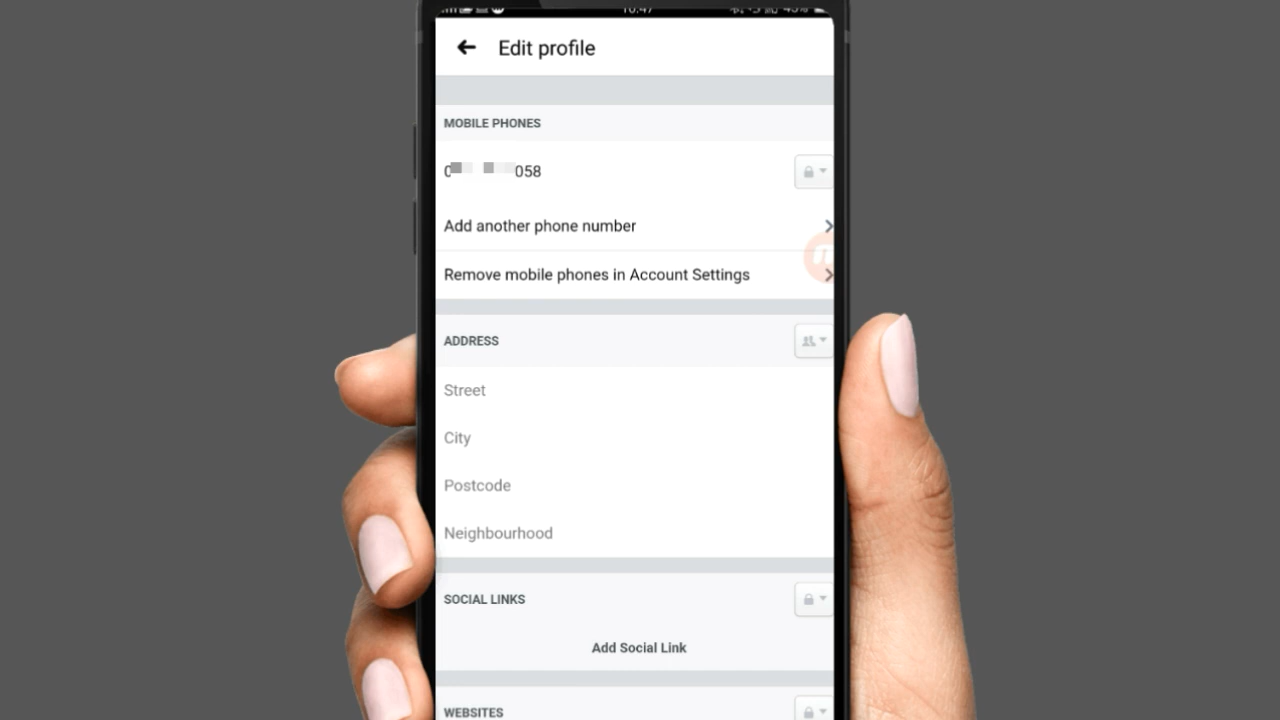 Edit profile
MOBILE PHONES
058
Add another phone number
Remove mobile phones in Account Settings
ADDRESS
Street
City
Postcode
Neighbourhood
SOCIAL LINKS
Add Social Link
WEBSITES